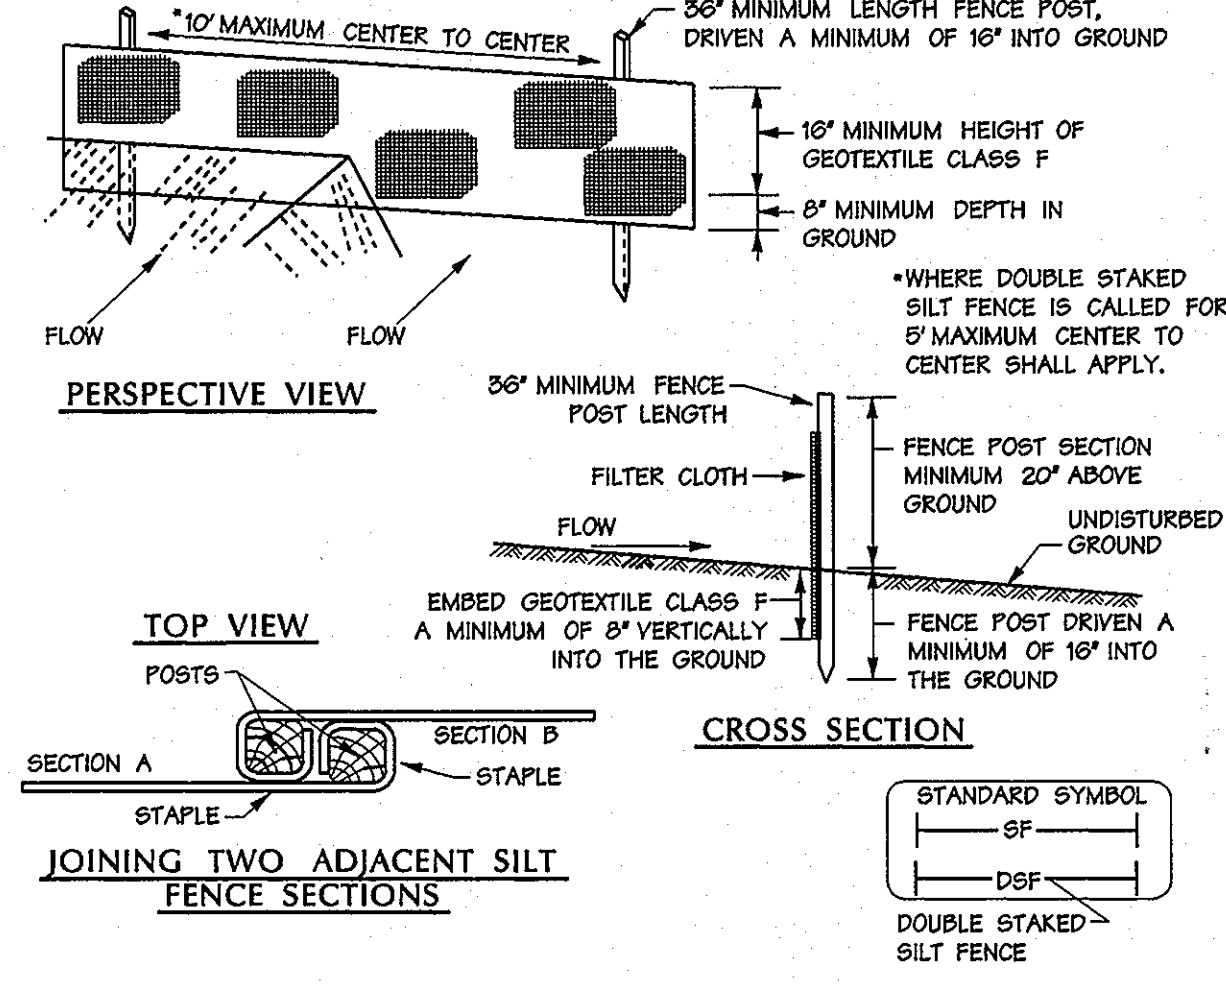 36" MINIMUM LENGTH FENCE POST,
DRIVEN A MINIMUM OF 16" INTO GROUND
*10' MAXIMUM CENTER TO CENTER
16" MINIMUM HEIGHT OF
GEOTEXTILE CLASS F
8" MINIMUM DEPTH IN
GROUND
FLOW
FLOW
*WHERE DOUBLE STAKED
SILT FENCE IS CALLED FOR
5' MAXIMUM CENTER TO
CENTER SHALL APPLY.
PERSPECTIVE VIEW
36" MINIMUM FENCE
POST LENGTH
FILTER CLOTH
FENCE POST SECTION
MINIMUM 20" ABOVE
GROUND
FLOW
UNDISTURBED
GROUND
EMBED GEOTEXTILE CLASS F
A MINIMUM OF 8" VERTICALLY
INTO THE GROUND
FENCE POST DRIVEN A
MINIMUM OF 16" INTO
THE GROUND
CROSS SECTION
TOP VIEW
POSTS
SECTION B
SECTION A
STAPLE
STAPLE
JOINING TWO ADJACENT SILT
FENCE SECTIONS
STANDARD SYMBOL
SF
DSF
DOUBLE STAKED
SILT FENCE